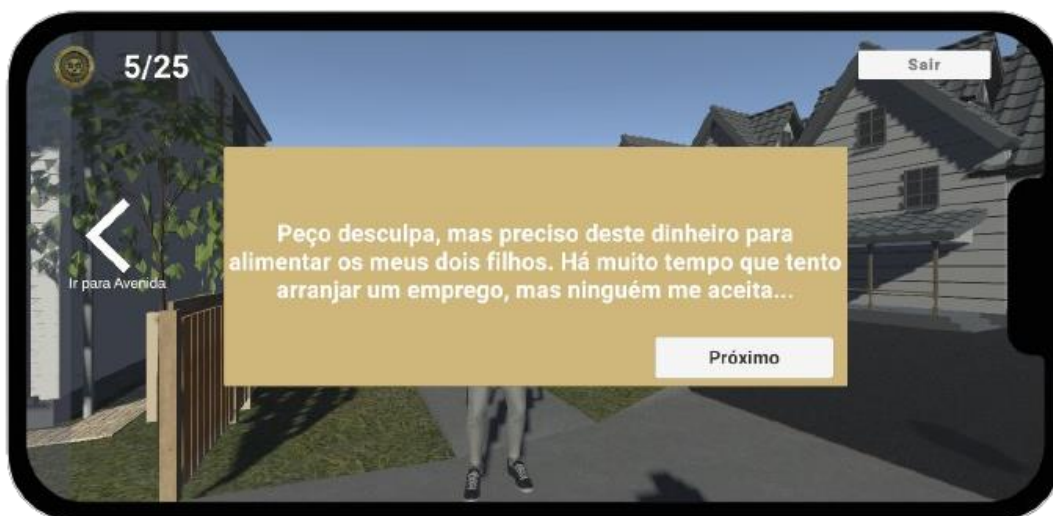 5/25
Sair
Peço desculpa, mas preciso deste dinheiro para
alimentar os meus dois filhos. Há muito tempo que tento
arranjar um emprego, mas ninguém me aceita...
Ir para Avenida
Próximo